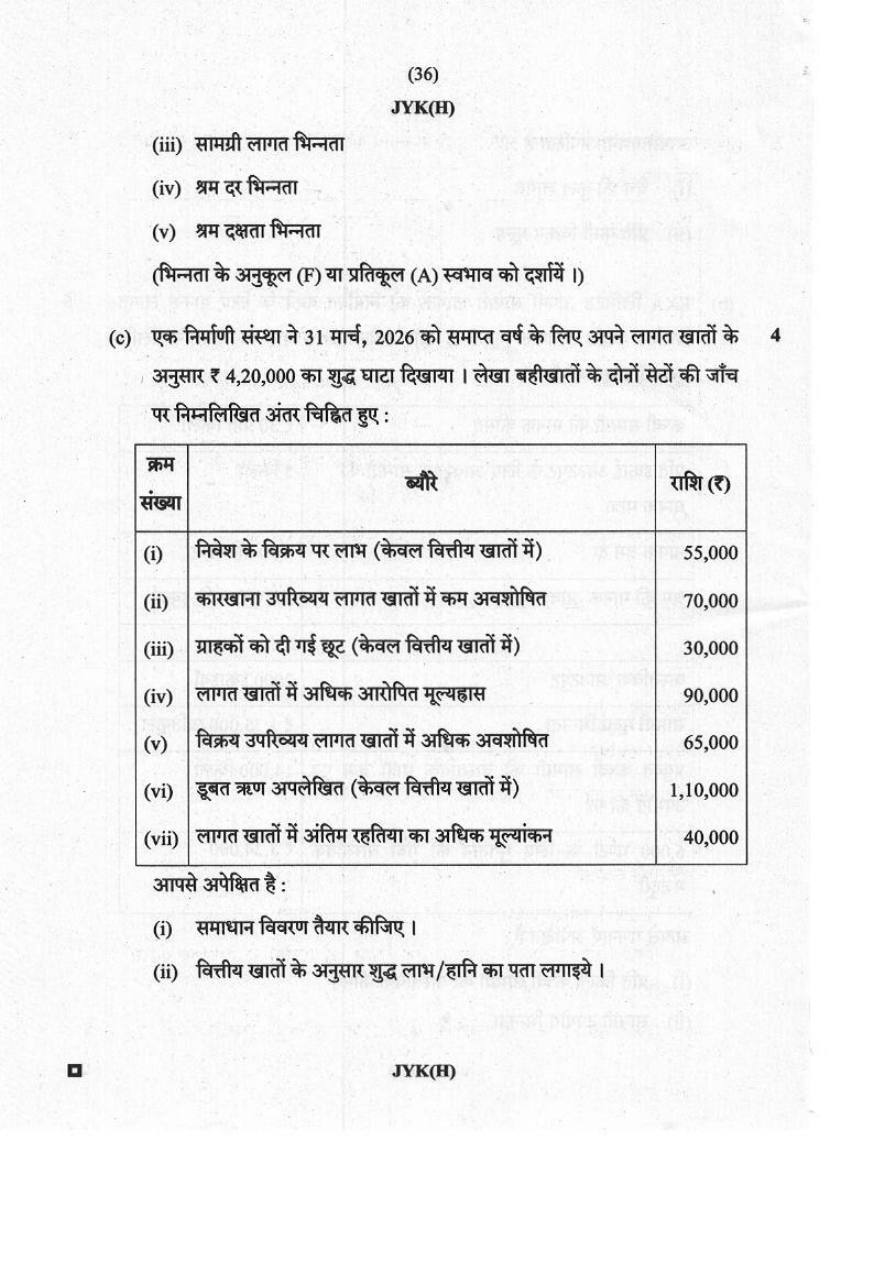 (36)
JYK(H)
(iii) सामग्री लागत भिन्नता
(iv) श्रम दर भिन्नता
(v) श्रम दक्षता भिन्नता
(भिन्नता के अनुकूल (F) या प्रतिकूल (A) स्वभाव को दर्शायें ।)
(c) एक निर्माणी संस्था ने 31 मार्च, 2026 को समाप्त वर्ष के लिए अपने लागत खातों के 4
अनुसार ₹ 4,20,000 का शुद्ध घाटा दिखाया । लेखा बहीखातों के दोनों सेटों की जाँच
पर निम्नलिखित अंतर चिह्नित हुए :
क्रम संख्या ब्यौरे राशि (₹)
(i) निवेश के विक्रय पर लाभ (केवल वित्तीय खातों में) 55,000
(ii) कारखाना उपरिव्यय लागत खातों में कम अवशोषित 70,000
(iii) ग्राहकों को दी गई छूट (केवल वित्तीय खातों में) 30,000
(iv) लागत खातों में अधिक आरोपित मूल्यह्रास 90,000
(v) विक्रय उपरिव्यय लागत खातों में अधिक अवशोषित 65,000
(vi) डूबत ऋण अपलेखित (केवल वित्तीय खातों में) 1,10,000
(vii) लागत खातों में अंतिम रहतिया का अधिक मूल्यांकन 40,000
आपसे अपेक्षित है :
(i) समाधान विवरण तैयार कीजिए ।
(ii) वित्तीय खातों के अनुसार शुद्ध लाभ/हानि का पता लगाइये ।
JYK(H)